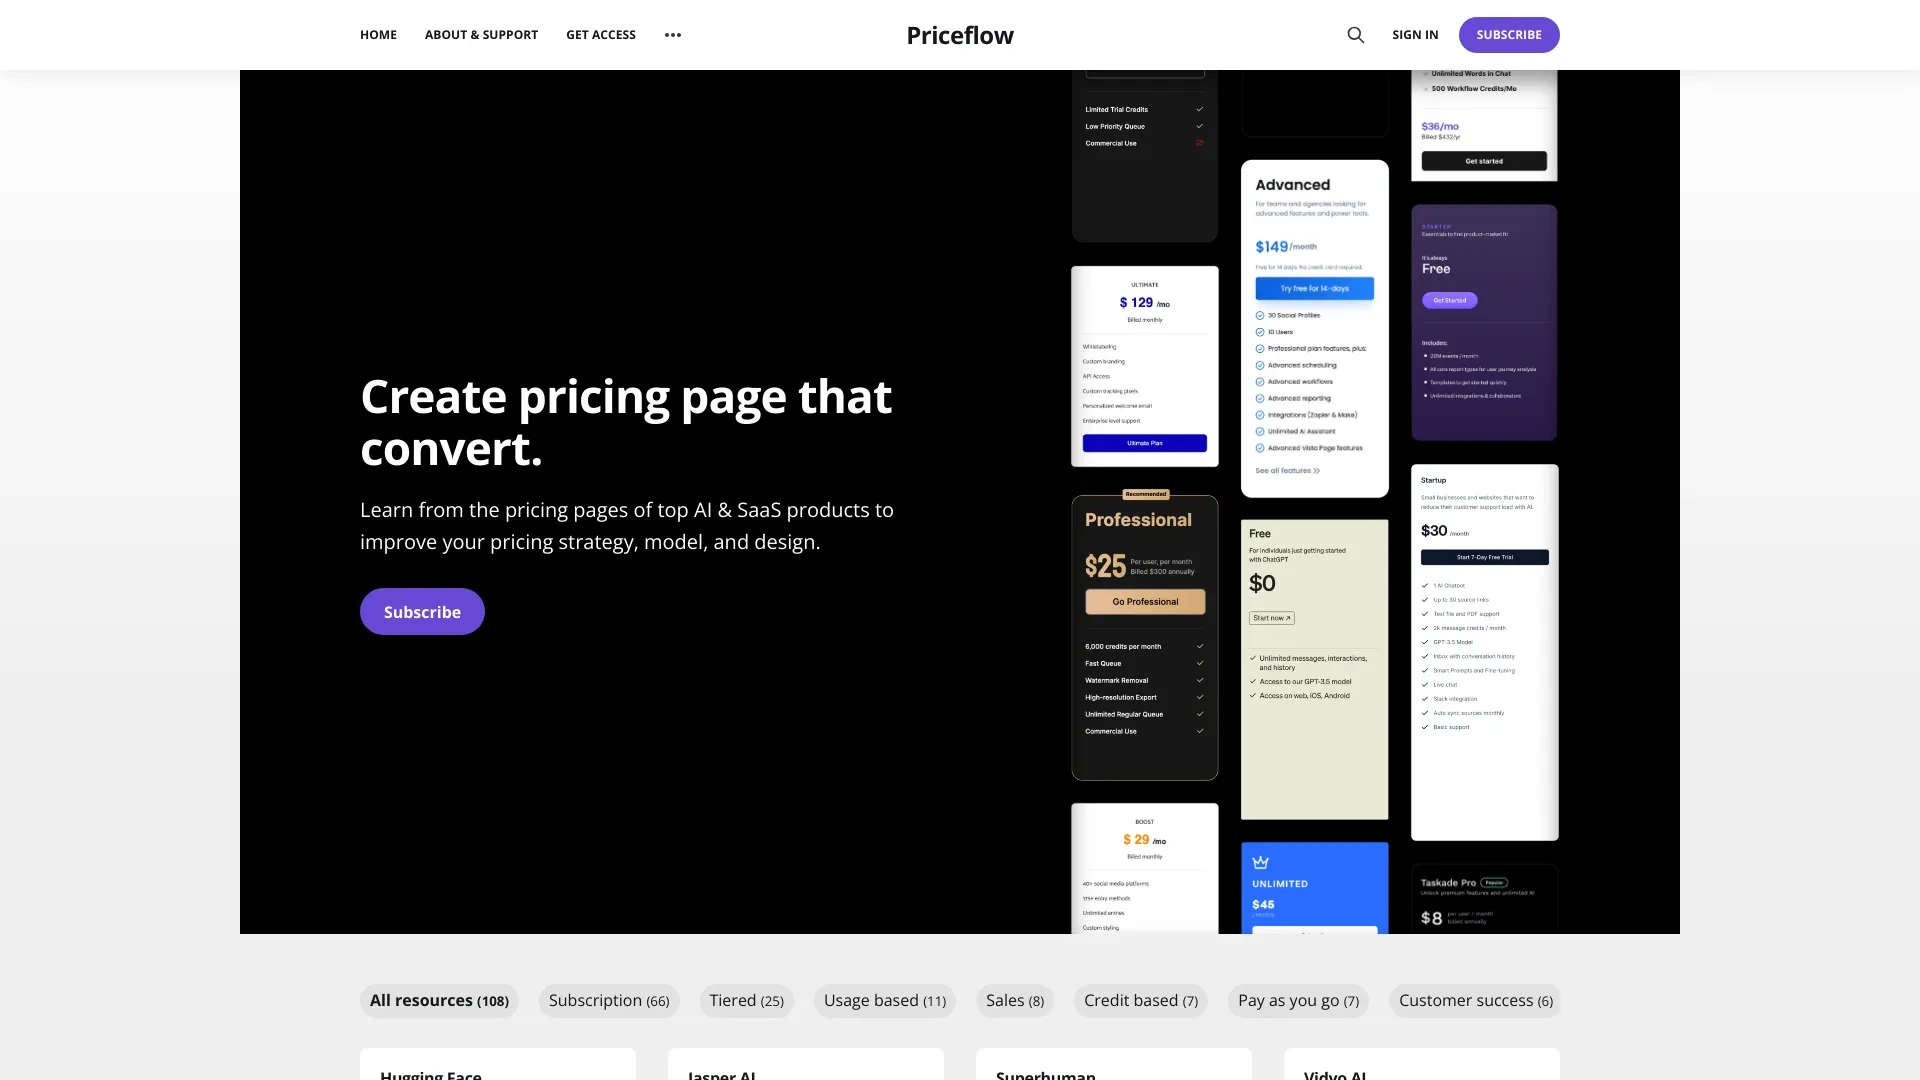 HOME
ABOUT & SUPPORT
GET ACCESS
•••
Priceflow
SIGN IN
SUBSCRIBE
Create pricing page that
convert.
Learn from the pricing pages of top AI & SaaS products to
improve your pricing strategy, model, and design.
Subscribe
Limited Trial Credits
Low Priority Queue
Commercial Use
ULTIMATE
$ 129 /mo
Billed monthly
Whitelabeling
Custom branding
API Access
Custom tracking pixels
Personalized welcome email
Enterprise level support
Ultimate Plan
Recommended
Professional
$25
Per user, per month
Billed $300 annually
Go Professional
6,000 credits per month
Fast Queue
Watermark Removal
High-resolution Export
Unlimited Regular Queue
Commercial Use
BOOST
$ 29 /mo
Billed monthly
40+ social media platforms
175+ entry methods
Unlimited entries
Custom styling
Advanced
For teams and agencies looking for
advanced features and power tools.
$149/month
Free for 14 days. No credit card required.
Try free for 14-days
30 Social Profiles
10 Users
Professional plan features, plus:
Advanced scheduling
Advanced workflows
Advanced reporting
Integrations (Zapier & Make)
Unlimited AI Assistant
Advanced Vista Page features
See all features
Free
For individuals just getting started
with ChatGPT
$0
Start now ↗
Unlimited messages, interactions,
and history
Access to our GPT-3.5 model
Access on web, iOS, Android
UNLIMITED
$45
/Monthly
Unlimited Words in Chat
500 Workflow Credits/Mo
$36/mo
Billed $432/yr
Get started
STARTER
Essentials to find product-market fit
It's always
Free
Get Started
Includes:
20M events / month
All core report types for user journey analysis
Templates to get started quickly
Unlimited integrations & collaborators
Startup
Small businesses and websites that want to
reduce their customer support load with AI.
$30 /month
Start 7-Day Free Trial
1 AI Chatbot
Up to 30 source links
Text file and PDF support
2k message credits / month
GPT-3.5 Model
Inbox with conversation history
Smart Prompts and Fine-tuning
Live chat
Slack integration
Auto sync sources monthly
Basic support
Taskade Pro
Popular
Unlock premium features and unlimited AI
$8
per user / month
billed annually
All resources (108)
Subscription (66)
Tiered (25)
Usage based (11)
Sales (8)
Credit based (7)
Pay as you go (7)
Customer success (6)
Hugging Face
Jasper AI
Superhuman
Vidyo AI